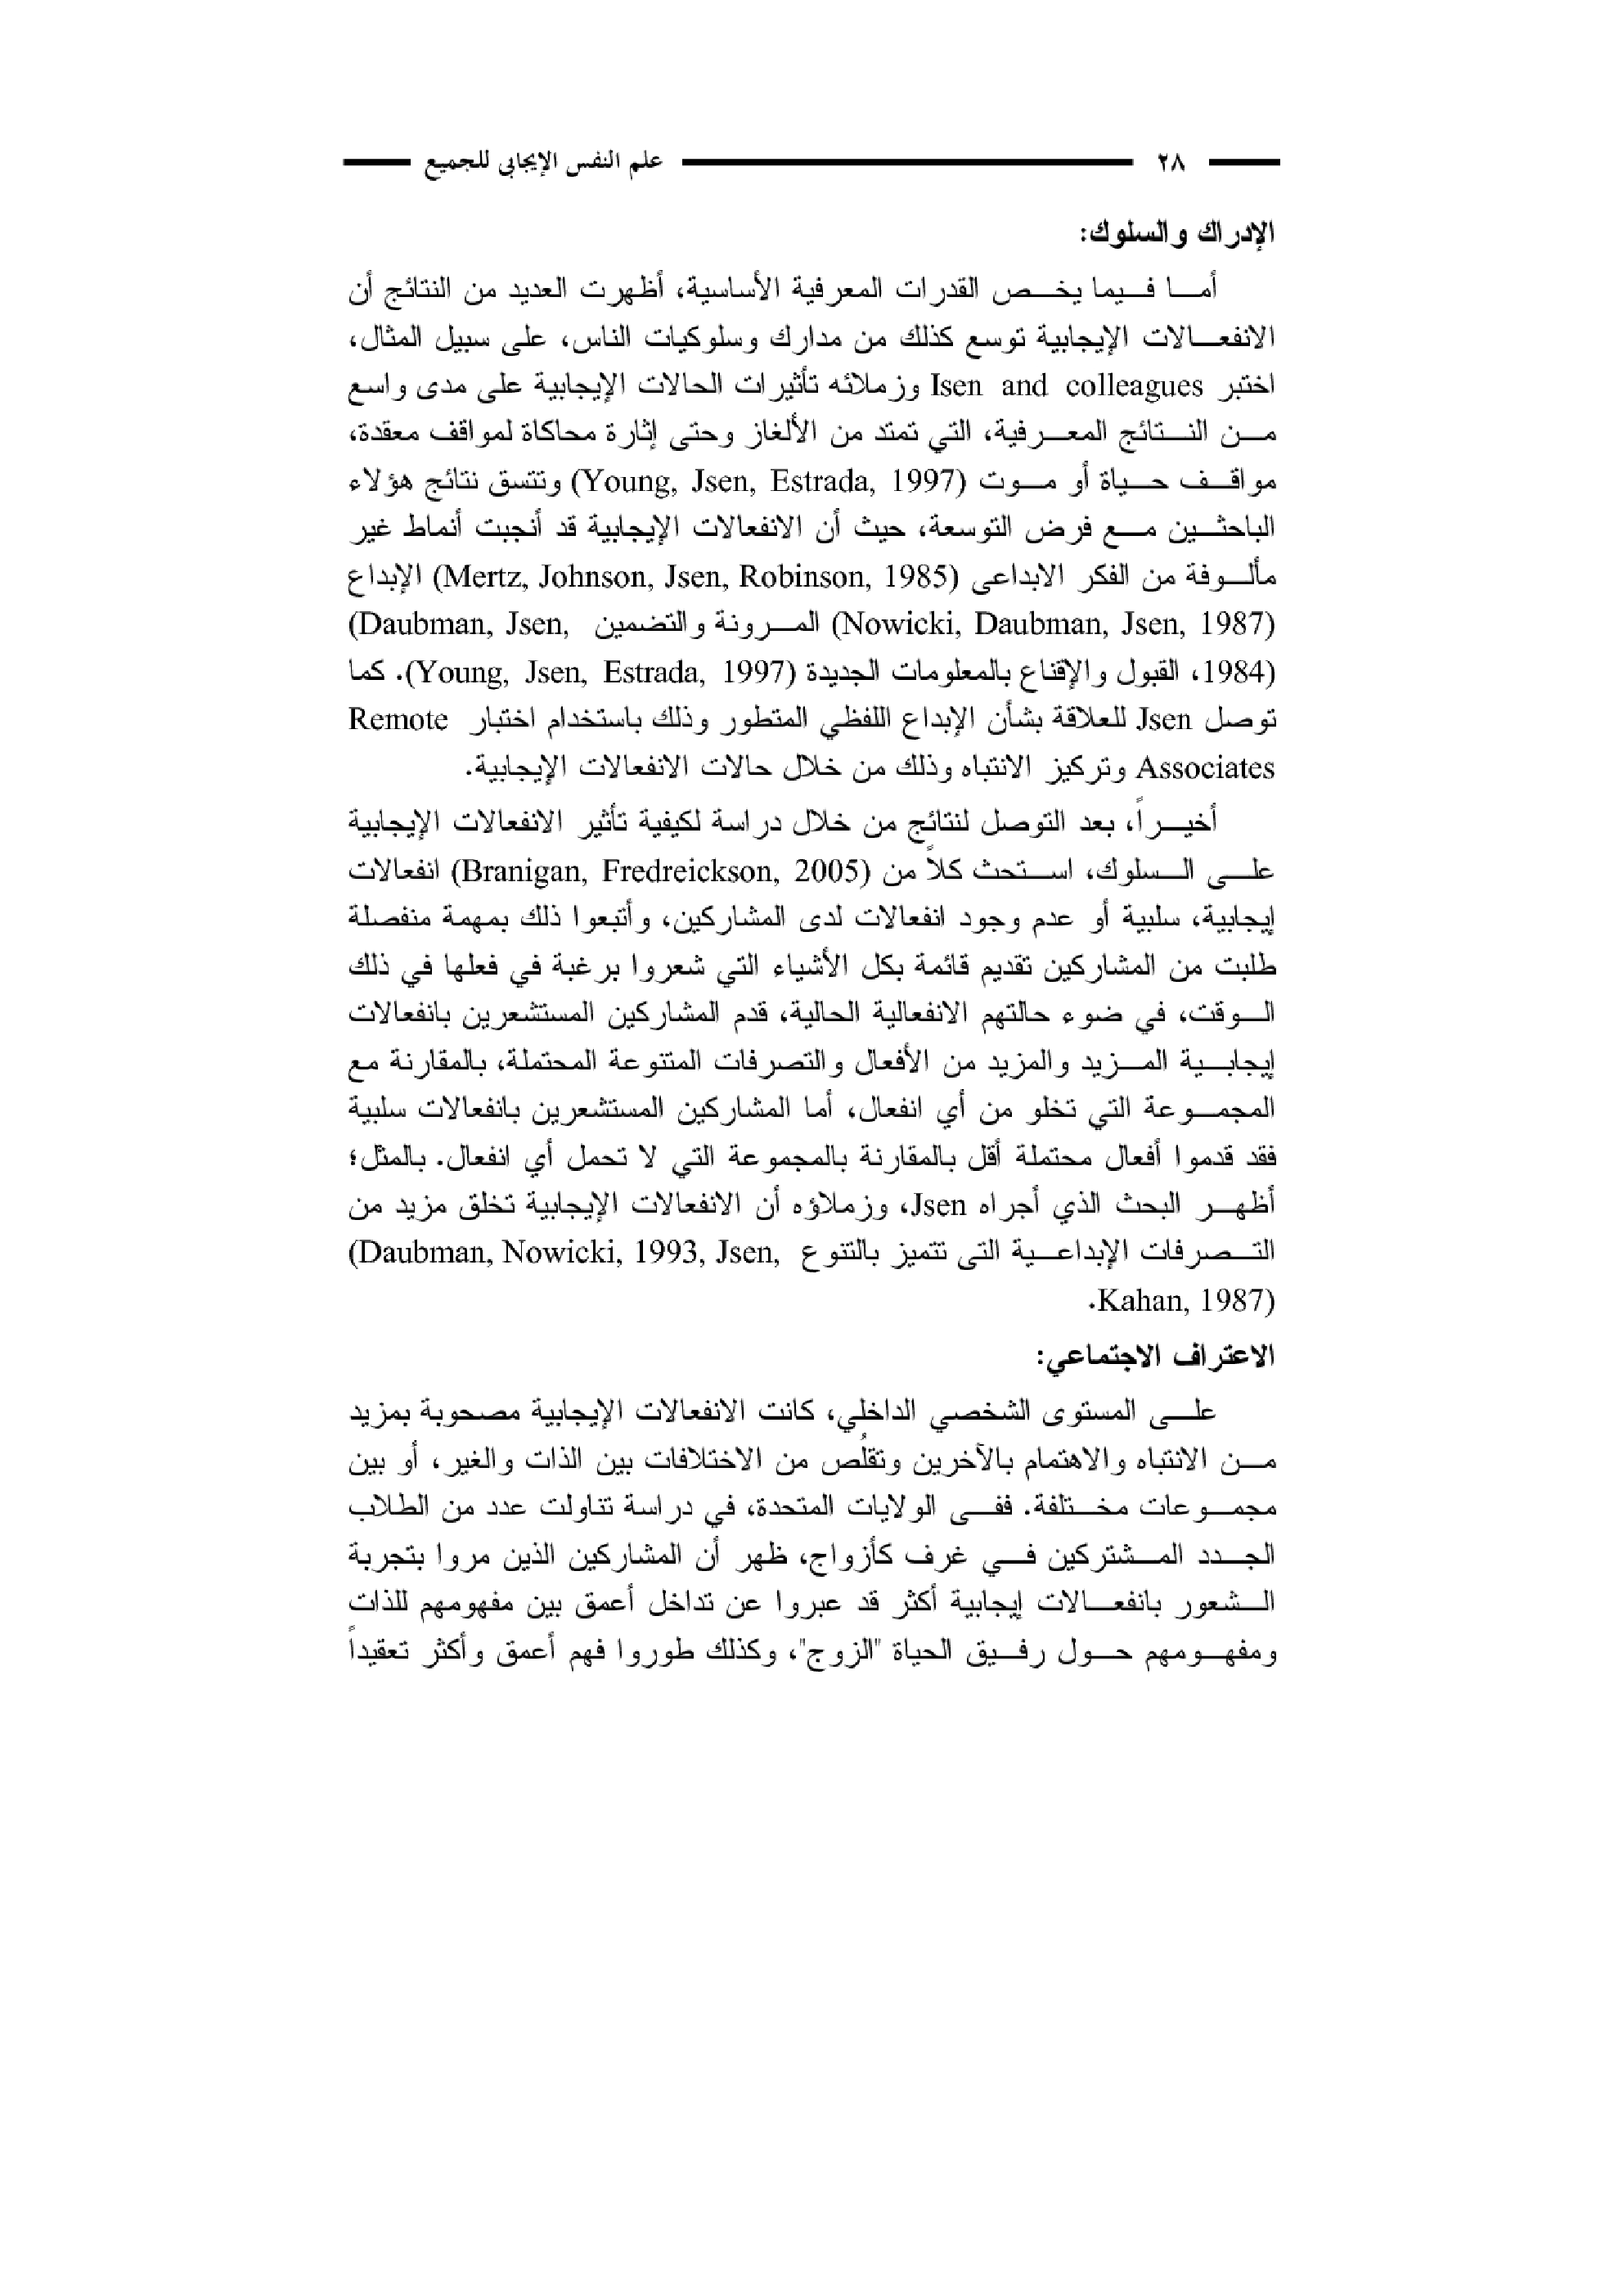 ٢٨ علم النفس الإيجابي للجميع
الإدراك والسلوك:
أما فيما يخص القدرات المعرفية الأساسية، أظهرت العديد من النتائج أن
الانفعالات الإيجابية توسع كذلك من مدارك وسلوكيات الناس، على سبيل المثال،
اختبر Isen and colleagues وزملائه تأثيرات الحالات الإيجابية على مدى واسع
من النتائج المعرفية، التي تمتد من الألغاز وحتى إثارة محاكاة لمواقف معقدة،
مواقف حياة أو موت (Young, Jsen, Estrada, 1997) وتتسق نتائج هؤلاء
الباحثين مع فرض التوسعة، حيث أن الانفعالات الإيجابية قد أنجبت أنماط غير
مألوفة من الفكر الابداعى (Mertz, Johnson, Jsen, Robinson, 1985) الإبداع
(Nowicki, Daubman, Jsen, 1987) المرونة والتضمين (Daubman, Jsen,
1984)، القبول والإقناع بالمعلومات الجديدة (Young, Jsen, Estrada, 1997). كما
توصل Jsen للعلاقة بشأن الإبداع اللفظي المتطور وذلك باستخدام اختبار Remote
Associates وتركيز الانتباه وذلك من خلال حالات الانفعالات الإيجابية.
أخيراً، بعد التوصل لنتائج من خلال دراسة لكيفية تأثير الانفعالات الإيجابية
على السلوك، استحث كلاً من (Branigan, Fredreickson, 2005) انفعالات
إيجابية، سلبية أو عدم وجود انفعالات لدى المشاركين، وأتبعوا ذلك بمهمة منفصلة
طلبت من المشاركين تقديم قائمة بكل الأشياء التي شعروا برغبة في فعلها في ذلك
الوقت، في ضوء حالتهم الانفعالية الحالية، قدم المشاركين المستشعرين بانفعالات
إيجابية المزيد والمزيد من الأفعال والتصرفات المتنوعة المحتملة، بالمقارنة مع
المجموعة التي تخلو من أي انفعال، أما المشاركين المستشعرين بانفعالات سلبية
فقد قدموا أفعال محتملة أقل بالمقارنة بالمجموعة التي لا تحمل أي انفعال. بالمثل؛
أظهر البحث الذي أجراه Jsen، وزملاؤه أن الانفعالات الإيجابية تخلق مزيد من
التصرفات الإبداعية التى تتميز بالتنوع (Daubman, Nowicki, 1993, Jsen,
Kahan, 1987).
الاعتراف الاجتماعي:
على المستوى الشخصي الداخلي، كانت الانفعالات الإيجابية مصحوبة بمزيد
من الانتباه والاهتمام بالآخرين وتقلُص من الاختلافات بين الذات والغير، أو بين
مجموعات مختلفة. ففى الولايات المتحدة، في دراسة تناولت عدد من الطلاب
الجدد المشتركين في غرف كأزواج، ظهر أن المشاركين الذين مروا بتجربة
الشعور بانفعالات إيجابية أكثر قد عبروا عن تداخل أعمق بين مفهومهم للذات
ومفهومهم حول رفيق الحياة "الزوج"، وكذلك طوروا فهم أعمق وأكثر تعقيداً